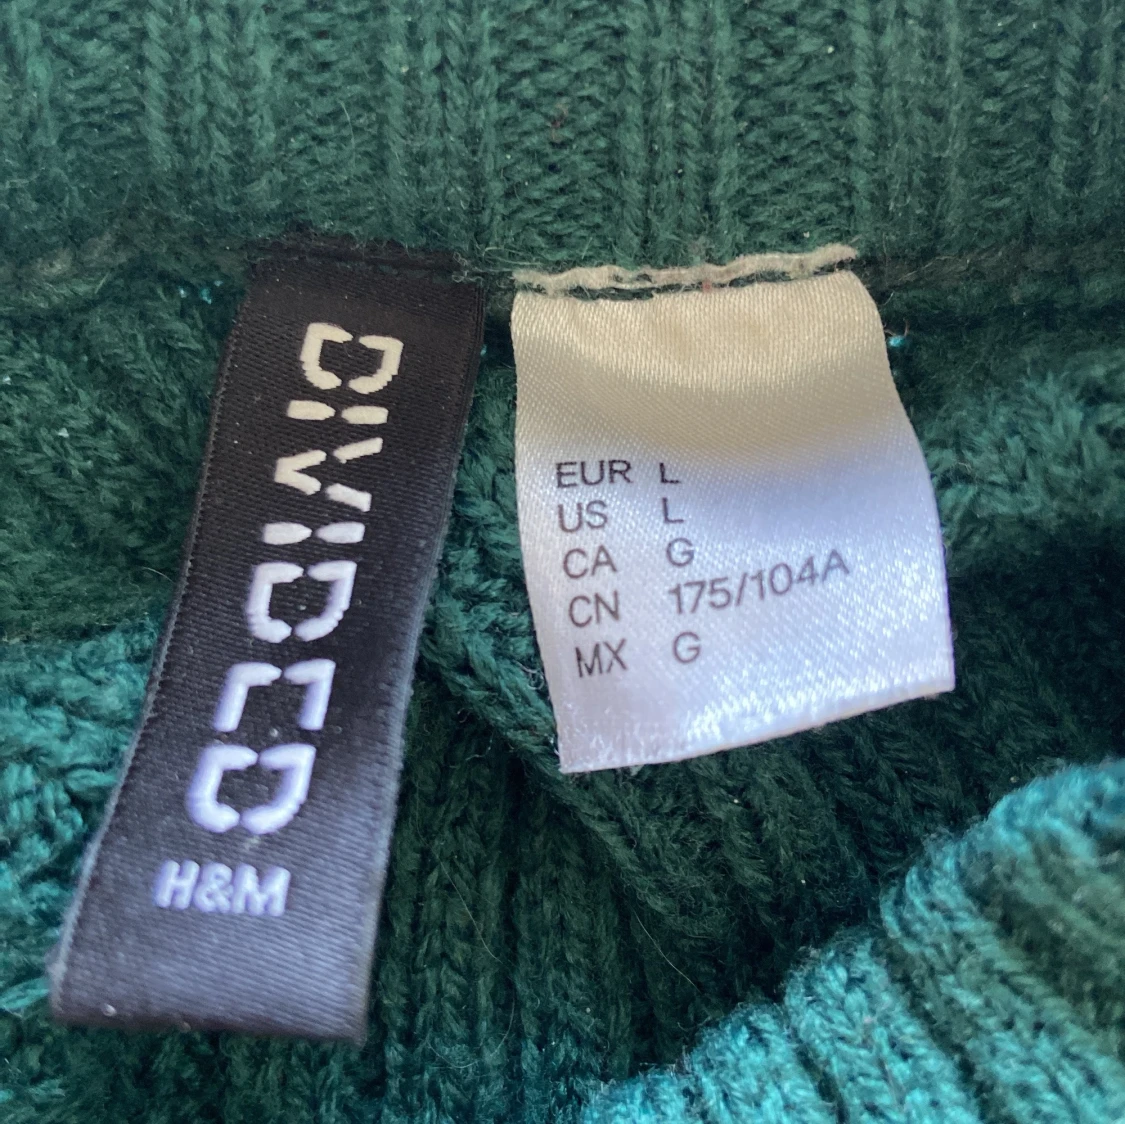 DIVIDED
H&M
EUR L
US L
CA G
CN 175/104A
MX G